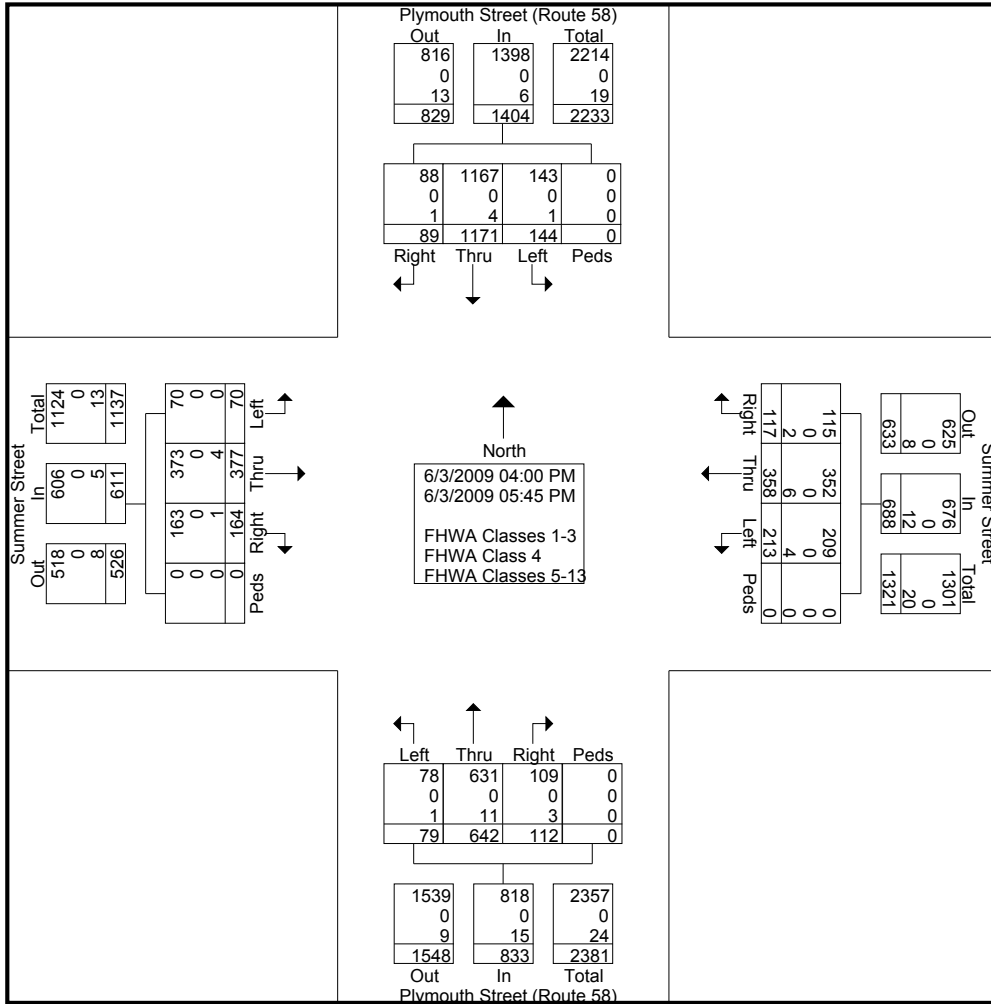 Plymouth Street (Route 58)
Out In Total
816 1398 2214
0 0 0
13 6 19
829 1404 2233
88 1167 143 0
0 0 0 0
1 4 1 0
89 1171 144 0
Right Thru Left Peds
Summer Street
Total
1124 0 13 1137
In
606 0 5 611
Out
518 0 8 526
70 0 0 70 Left
373 0 4 377 Thru
163 0 1 164 Right
0 0 0 0 Peds
North
6/3/2009 04:00 PM
6/3/2009 05:45 PM
FHWA Classes 1-3
FHWA Class 4
FHWA Classes 5-13
Right 117 2 0 115
Thru 358 6 0 352
Left 213 4 0 209
Peds 0 0 0 0
Summer Street
Out
633 8 0 625
In
688 12 0 676
Total
1321 20 0 1301
Left Thru Right Peds
78 631 109 0
0 0 0 0
1 11 3 0
79 642 112 0
1539 818 2357
0 0 0
9 15 24
1548 833 2381
Out In Total
Plymouth Street (Route 58)